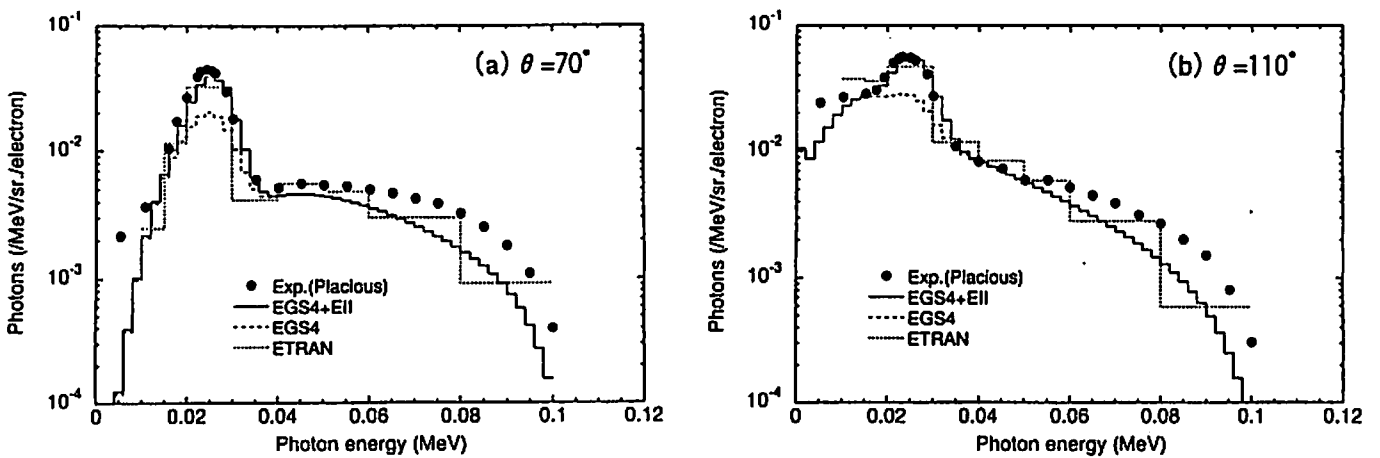 Photons (/MeV/sr./electron)
10⁻¹
10⁻²
10⁻³
10⁻⁴
(a) θ =70°
Exp.(Placious)
EGS4+EII
EGS4
ETRAN
0 0.02 0.04 0.06 0.08 0.10 0.12
Photon energy (MeV)
Photons (/MeV/sr./electron)
10⁻¹
10⁻²
10⁻³
10⁻⁴
(b) θ =110°
Exp.(Placious)
EGS4+EII
EGS4
ETRAN
0 0.02 0.04 0.06 0.08 0.10 0.12
Photon energy (MeV)